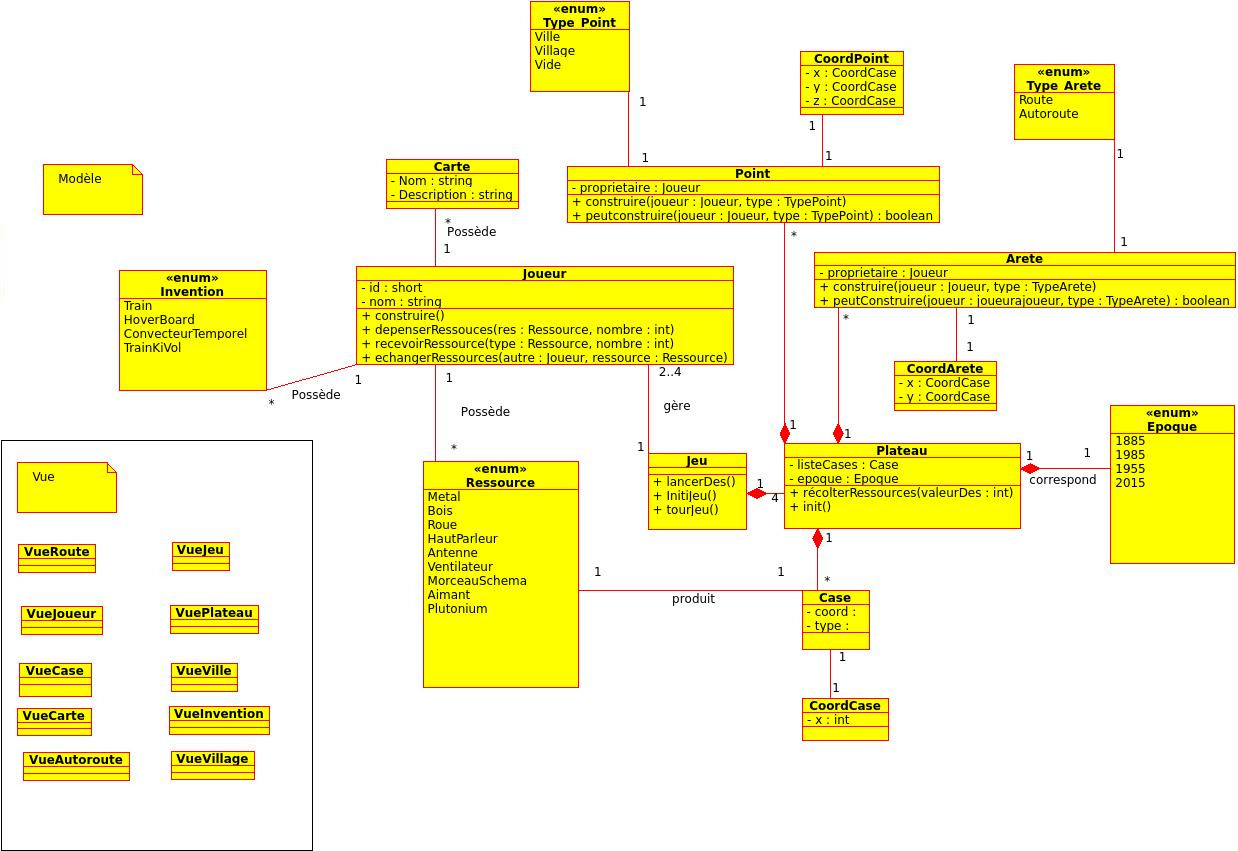 «enum»
Type_Point
Ville
Village
Vide
1
1
CoordPoint
- x : CoordCase
- y : CoordCase
- z : CoordCase
1
1
«enum»
Type_Arete
Route
Autoroute
1
1
Modèle
Carte
- Nom : string
- Description : string
*
Possède
1
Point
- proprietaire : Joueur
+ construire(joueur : Joueur, type : TypePoint)
+ peutconstruire(joueur : Joueur, type : TypePoint) : boolean
*
Arete
- proprietaire : Joueur
+ construire(joueur : Joueur, type : TypeArete)
+ peutConstruire(joueur : joueurajoueur, type : TypeArete) : boolean
*
1
1
«enum»
Invention
Train
HoverBoard
ConvecteurTemporel
TrainKiVol
*
Possède
1
Joueur
- id : short
- nom : string
+ construire()
+ depenserRessouces(res : Ressource, nombre : int)
+ recevoirRessource(type : Ressource, nombre : int)
+ echangerRessources(autre : Joueur, ressource : Ressource)
1
Possède
*
2..4
gère
1
CoordArete
- x : CoordCase
- y : CoordCase
«enum»
Epoque
1885
1985
1955
2015
1
1
Plateau
- listeCases : Case
- epoque : Epoque
+ récolterRessources(valeurDes : int)
+ init()
1
1
correspond
Jeu
+ lancerDes()
+ InitiJeu()
+ tourJeu()
1
4
1
*
«enum»
Ressource
Metal
Bois
Roue
HautParleur
Antenne
Ventilateur
MorceauSchema
Aimant
Plutonium
1
1
produit
Case
- coord :
- type :
1
1
CoordCase
- x : int
Vue
VueRoute
VueJeu
VueJoueur
VuePlateau
VueCase
VueVille
VueCarte
VueInvention
VueAutoroute
VueVillage